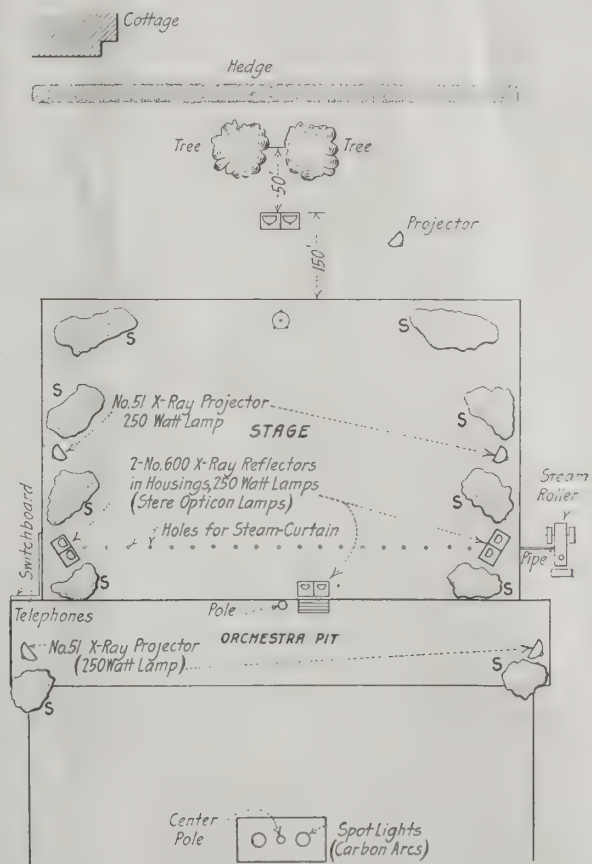 Cottage
Hedge
Tree
Tree
50'
Projector
150'
S
S
S
S
No.51 X-Ray Projector
250 Watt Lamp
STAGE
2-No.600 X-Ray Reflectors
in Housings, 250 Watt Lamps
(Stere Opticon Lamps)
S
S
Steam
Roller
Holes for Steam-Curtain
Switchboard
Pipe
S
S
Telephones
Pole
ORCHESTRA PIT
No.51 X-Ray Projector
(250 Watt Lamp)
S
S
Center
Pole
Spot Lights
(Carbon Arcs)